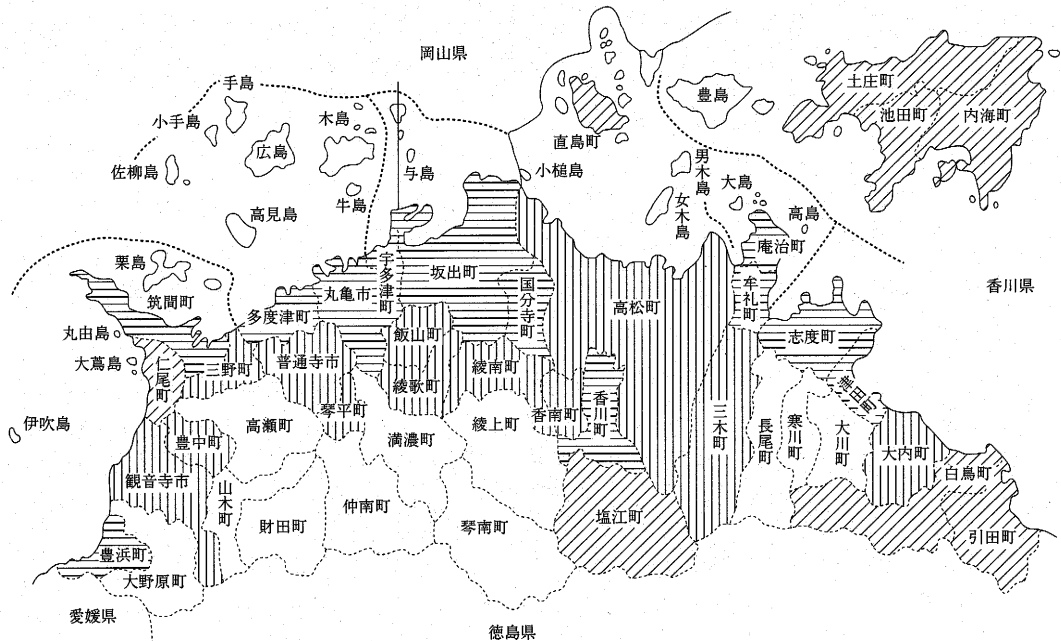 岡山県
手島
小手島
木島
広島
佐柳島
与島
牛島
高見島
豊島
直島町
小槌島
男木島
女木島
大島
高島
土庄町
池田町
内海町
庵治町
牟礼町
香川県
粟島
筑間町
丸由島
大蔦島
仁尾町
伊吹島
多度津町
丸亀市
宇多津町
坂出町
国分寺町
高松町
志度町
三野町
普通寺市
飯山町
綾歌町
綾南町
香南町
香川町
三木町
長尾町
寒川町
大川町
津田町
大内町
白鳥町
引田町
豊中町
高瀬町
琴平町
満濃町
綾上町
観音寺市
山木町
財田町
仲南町
琴南町
塩江町
豊浜町
大野原町
愛媛県
徳島県